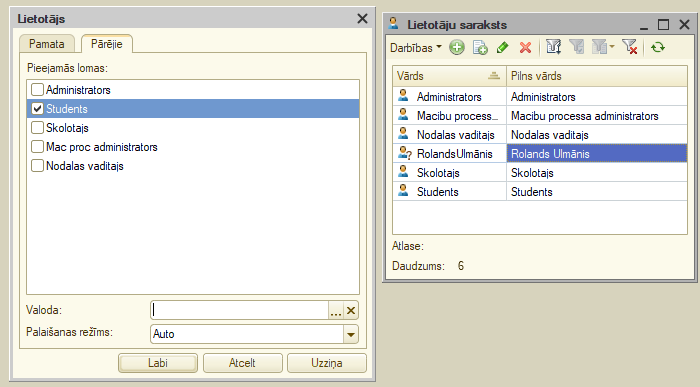 Lietotājs
Pamata
Pārējie
Pieejamās lomas:
Administrators
Students
Skolotajs
Mac proc administrators
Nodalas vaditajs
Valoda:
...
Palaišanas režīms:
Auto
Labi
Atcelt
Uzziņa
Lietotāju saraksts
Darbības
Vārds
Pilns vārds
Administrators
Administrators
Macibu process...
Macibu processa administrators
Nodalas vaditajs
Nodalas vaditajs
RolandsUlmānis
Rolands Ulmānis
Skolotajs
Skolotajs
Students
Students
Atlase:
Daudzums: 6